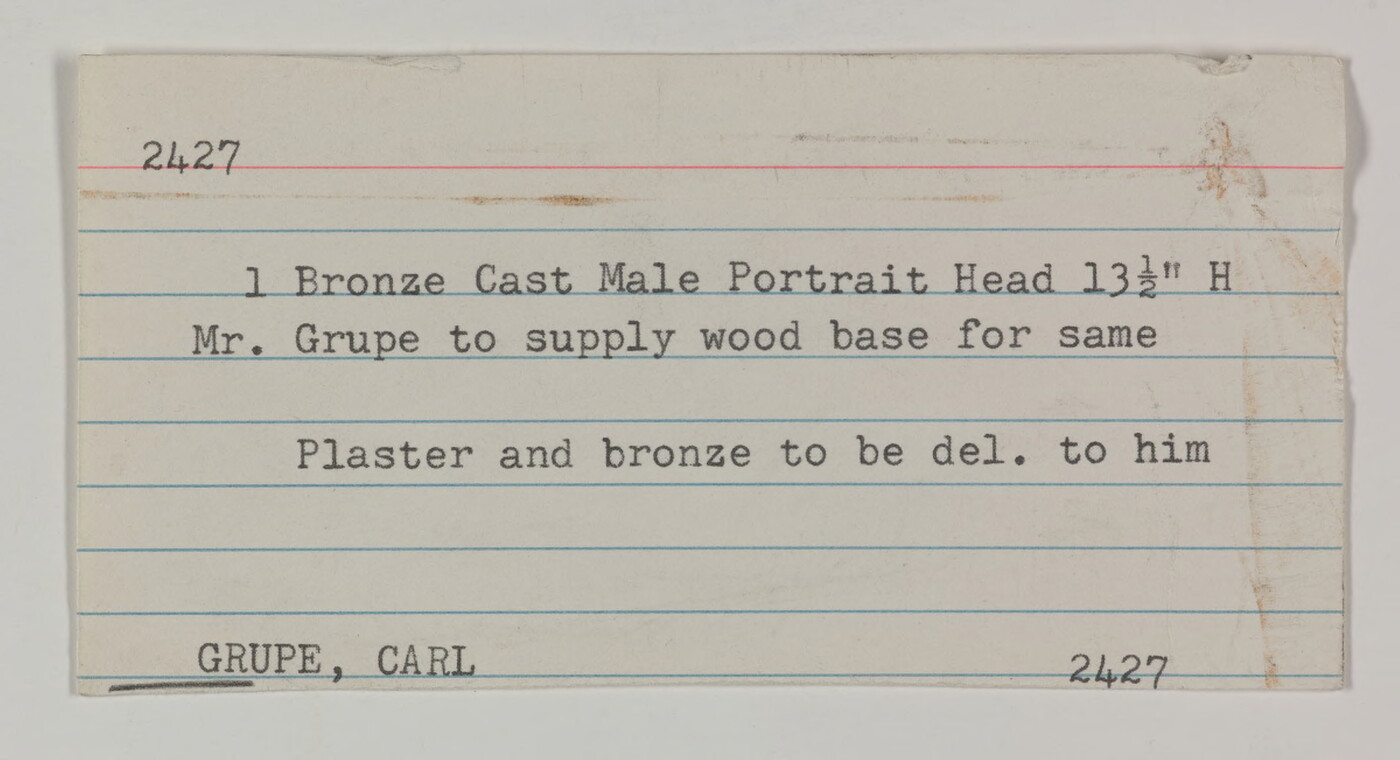 2427
1 Bronze Cast Male Portrait Head 13½" H
Mr. Grupe to supply wood base for same
Plaster and bronze to be del. to him
GRUPE, CARL
2427